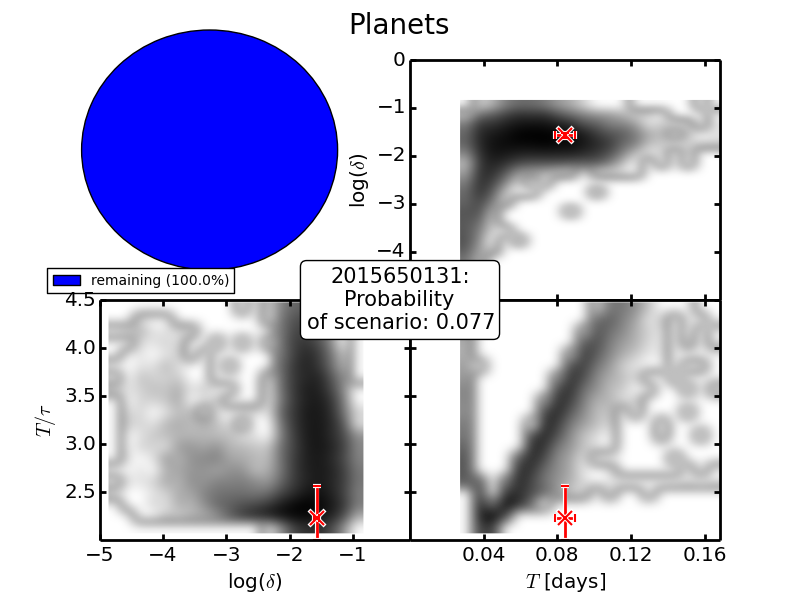 Planets
0
−1
−2
−3
−4
log(δ)
remaining (100.0%)
2015650131:
Probability
of scenario: 0.077
4.5
4.0
3.5
3.0
2.5
T/τ
−5
−4
−3
−2
−1
log(δ)
0.04
0.08
0.12
0.16
T [days]